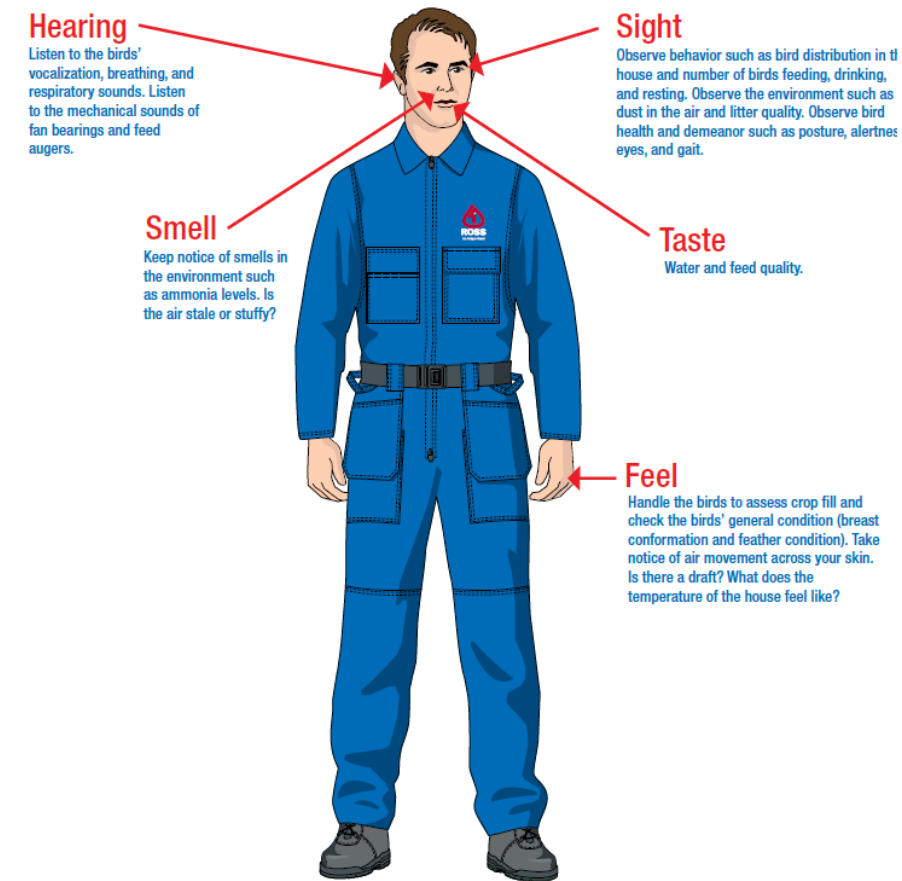 Hearing
Listen to the birds'
vocalization, breathing, and
respiratory sounds. Listen
to the mechanical sounds of
fan bearings and feed
augers.
Sight
Observe behavior such as bird distribution in th
house and number of birds feeding, drinking,
and resting. Observe the environment such as
dust in the air and litter quality. Observe bird
health and demeanor such as posture, alertnes
eyes, and gait.
Smell
Keep notice of smells in
the environment such
as ammonia levels. Is
the air stale or stuffy?
ROSS
Taste
Water and feed quality.
Feel
Handle the birds to assess crop fill and
check the birds' general condition (breast
conformation and feather condition). Take
notice of air movement across your skin.
Is there a draft? What does the
temperature of the house feel like?